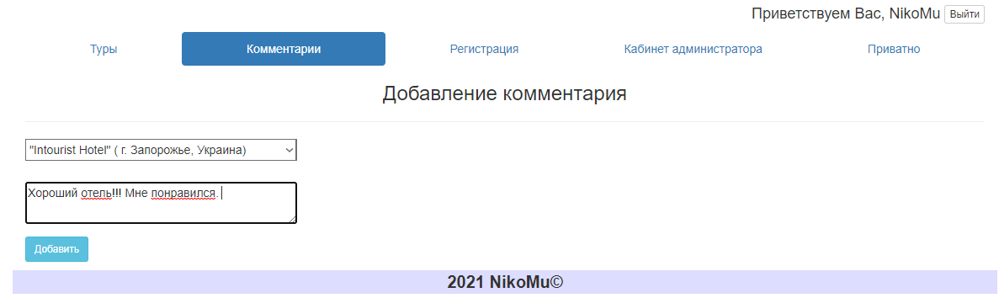 Приветствуем Вас, NikoMu Выйти
Туры Комментарии Регистрация Кабинет администратора Приватно
Добавление комментария
"Intourist Hotel" ( г. Запорожье, Украина)
Хороший отель!!! Мне понравился.
Добавить
2021 NikoMu©